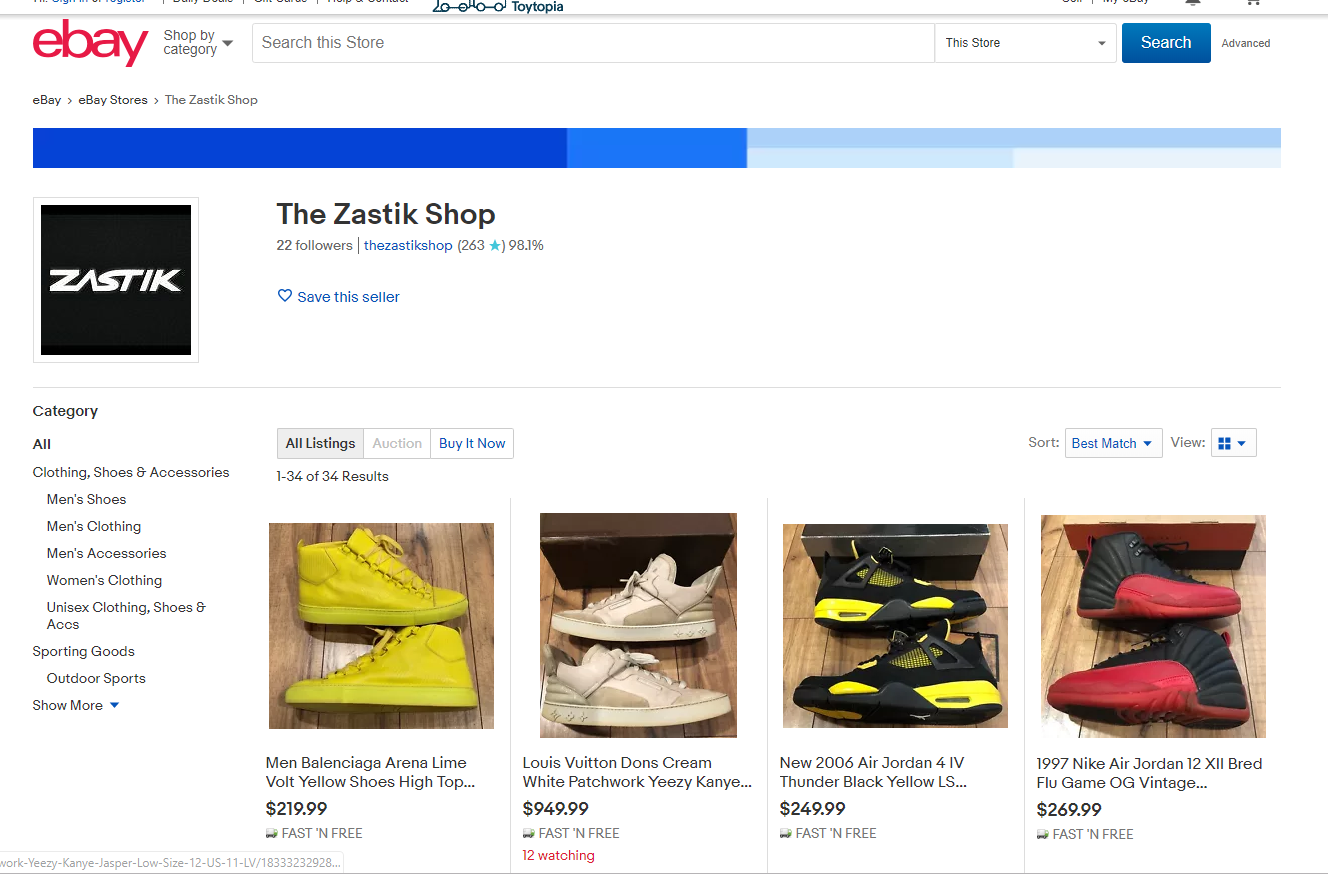 Hi! Sign in or register | Daily Deals | Gift Cards | Help & Contact Toytopia Sell | My eBay
ebay Shop by category Search this Store This Store Search Advanced
eBay > eBay Stores > The Zastik Shop
ZASTIK
The Zastik Shop
22 followers | thezastikshop (263 ★) 98.1%
Save this seller
Category
All
Clothing, Shoes & Accessories
Men's Shoes
Men's Clothing
Men's Accessories
Women's Clothing
Unisex Clothing, Shoes &
Accs
Sporting Goods
Outdoor Sports
Show More
All Listings Auction Buy It Now Sort: Best Match View:
1-34 of 34 Results
Men Balenciaga Arena Lime
Volt Yellow Shoes High Top...
$219.99
FAST 'N FREE
Louis Vuitton Dons Cream
White Patchwork Yeezy Kanye...
$949.99
FAST 'N FREE
12 watching
New 2006 Air Jordan 4 IV
Thunder Black Yellow LS...
$249.99
FAST 'N FREE
1997 Nike Air Jordan 12 XII Bred
Flu Game OG Vintage...
$269.99
FAST 'N FREE
work-Yeezy-Kanye-Jasper-Low-Size-12-US-11-LV/18333232928...